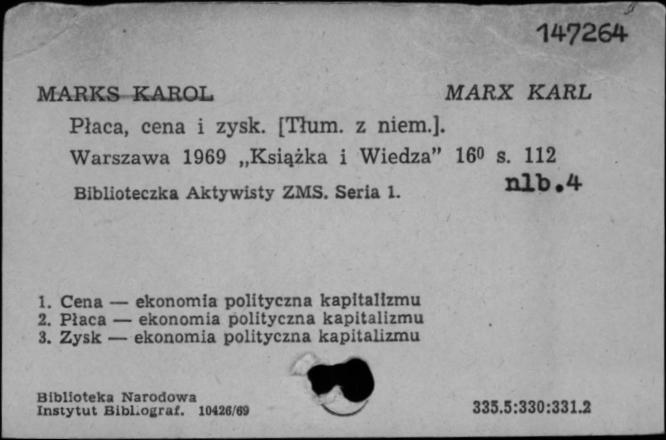 147264
MARKS KAROL MARX KARL
Płaca, cena i zysk. [Tłum. z niem.].
Warszawa 1969 „Książka i Wiedza” 16⁰ s. 112
nlb.4
Biblioteczka Aktywisty ZMS. Seria 1.
1. Cena — ekonomia polityczna kapitalizmu
2. Płaca — ekonomia polityczna kapitalizmu
3. Zysk — ekonomia polityczna kapitalizmu
Biblioteka Narodowa
Instytut Bibliograf. 10426/69 335.5:330:331.2